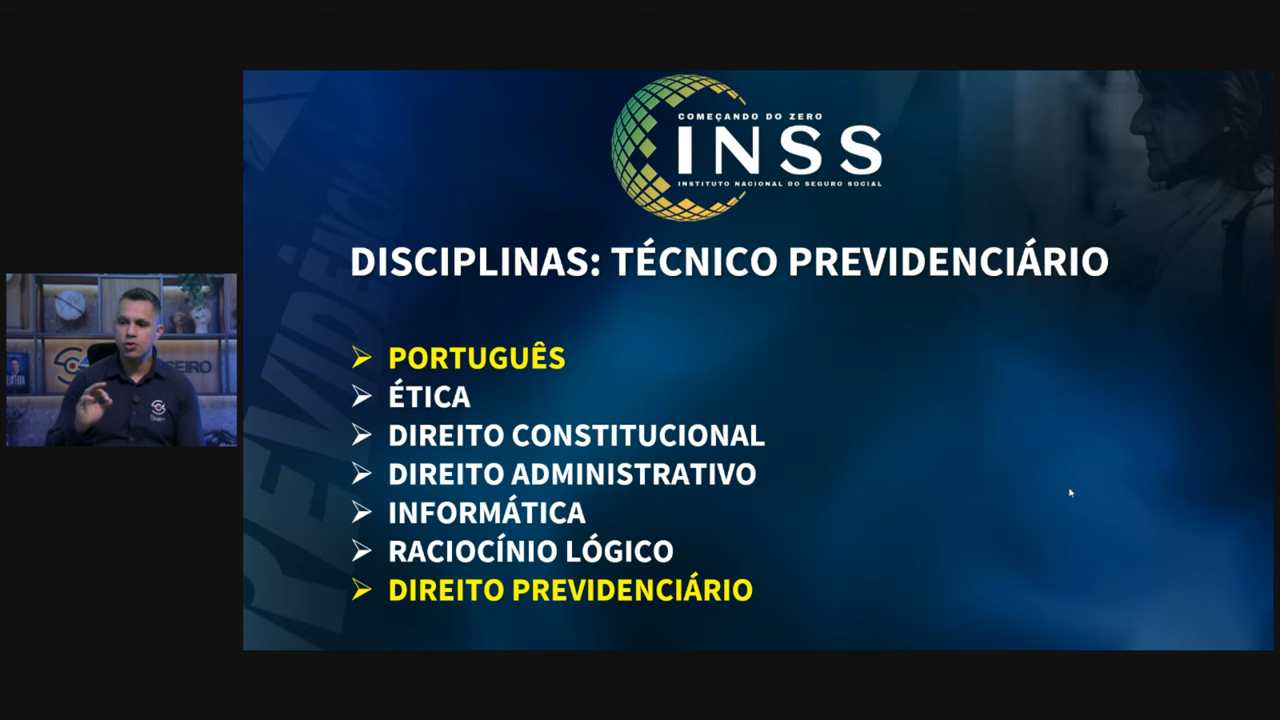 COMEÇANDO DO ZERO
INSS
INSTITUTO NACIONAL DO SEGURO SOCIAL
DISCIPLINAS: TÉCNICO PREVIDENCIÁRIO
➢ PORTUGUÊS
➢ ÉTICA
➢ DIREITO CONSTITUCIONAL
➢ DIREITO ADMINISTRATIVO
➢ INFORMÁTICA
➢ RACIOCÍNIO LÓGICO
➢ DIREITO PREVIDENCIÁRIO
PREVIDÊNCIA